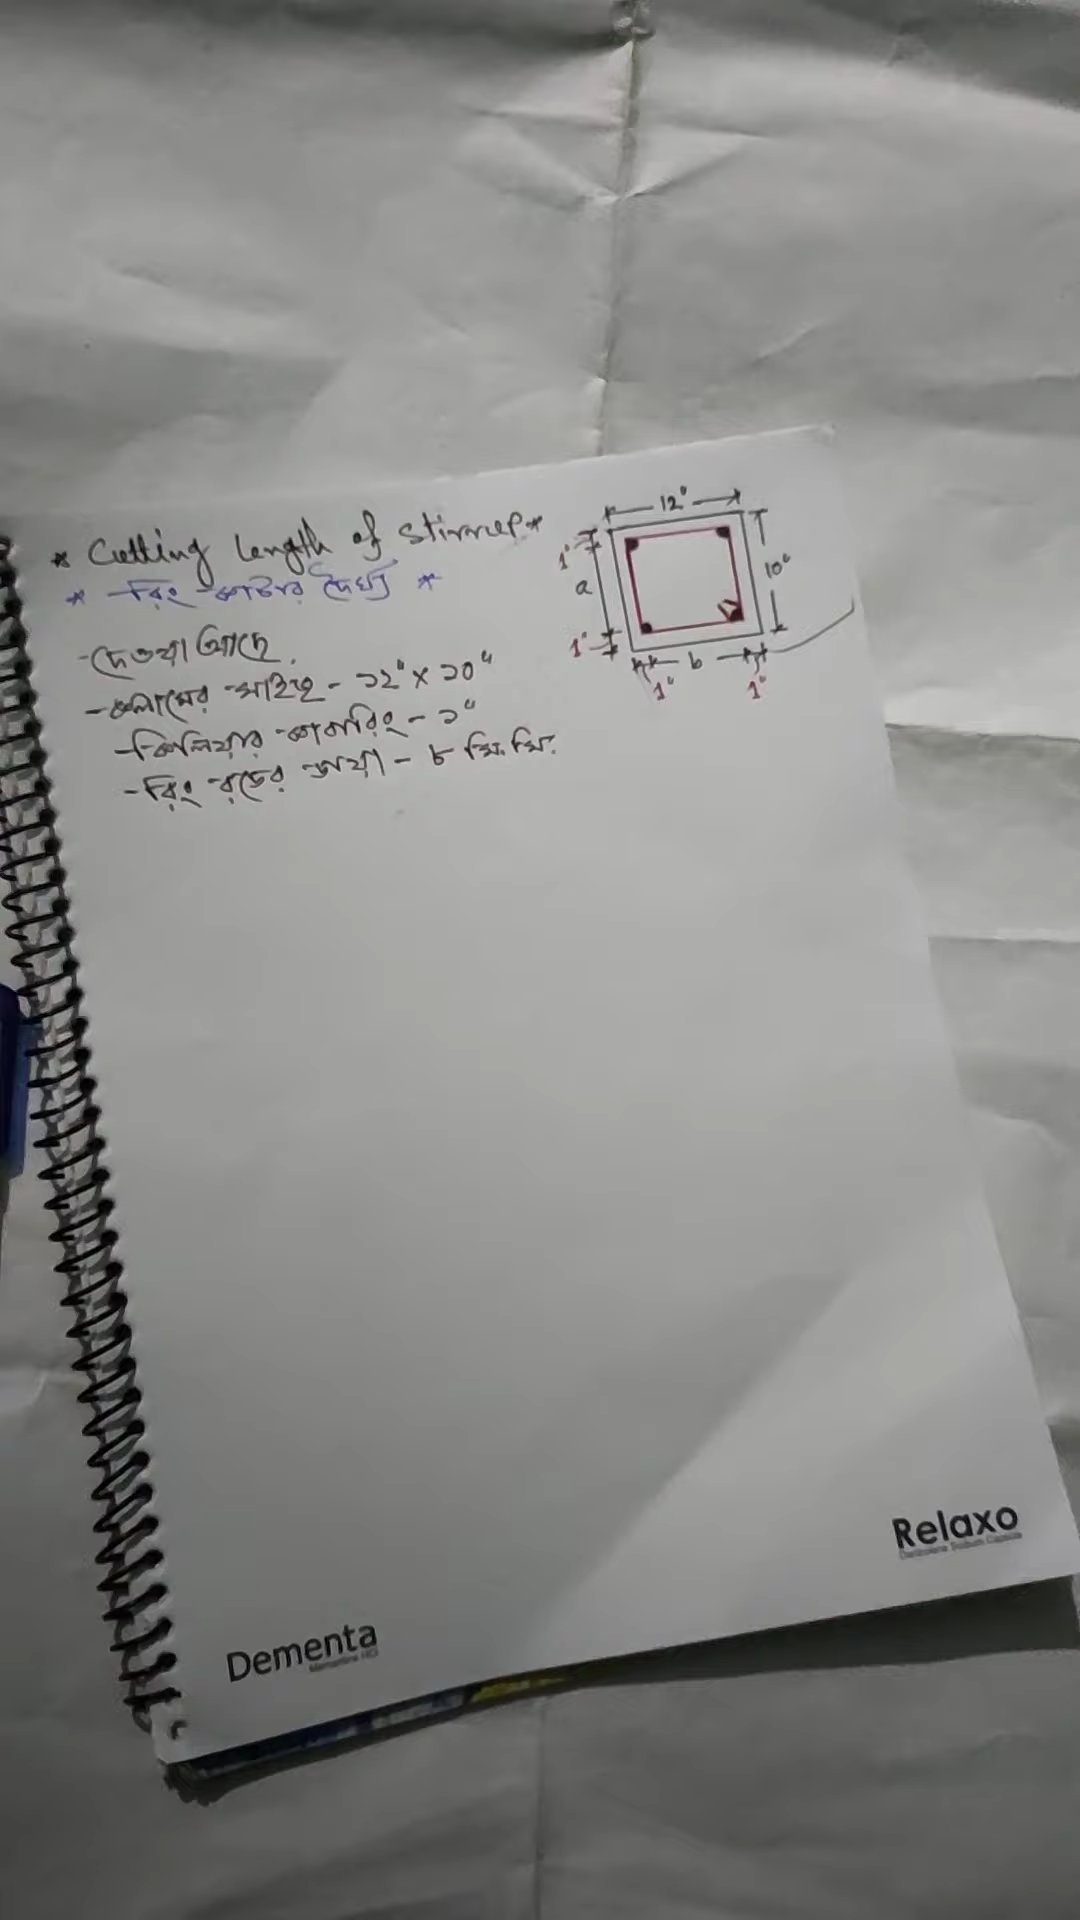 * Cutting Length of stirrup *
* রিং কাটার দৈর্ঘ্য *
- দেওয়া আছে,
- কলামের সাইজ - ১২" × ১০"
- ক্লিয়ার কাভারিং - ১"
- রিং রডের ডায়া - ৮ মি.মি.
12"
1"
a
10"
1"
b
1"
1"
Relaxo
Dementa